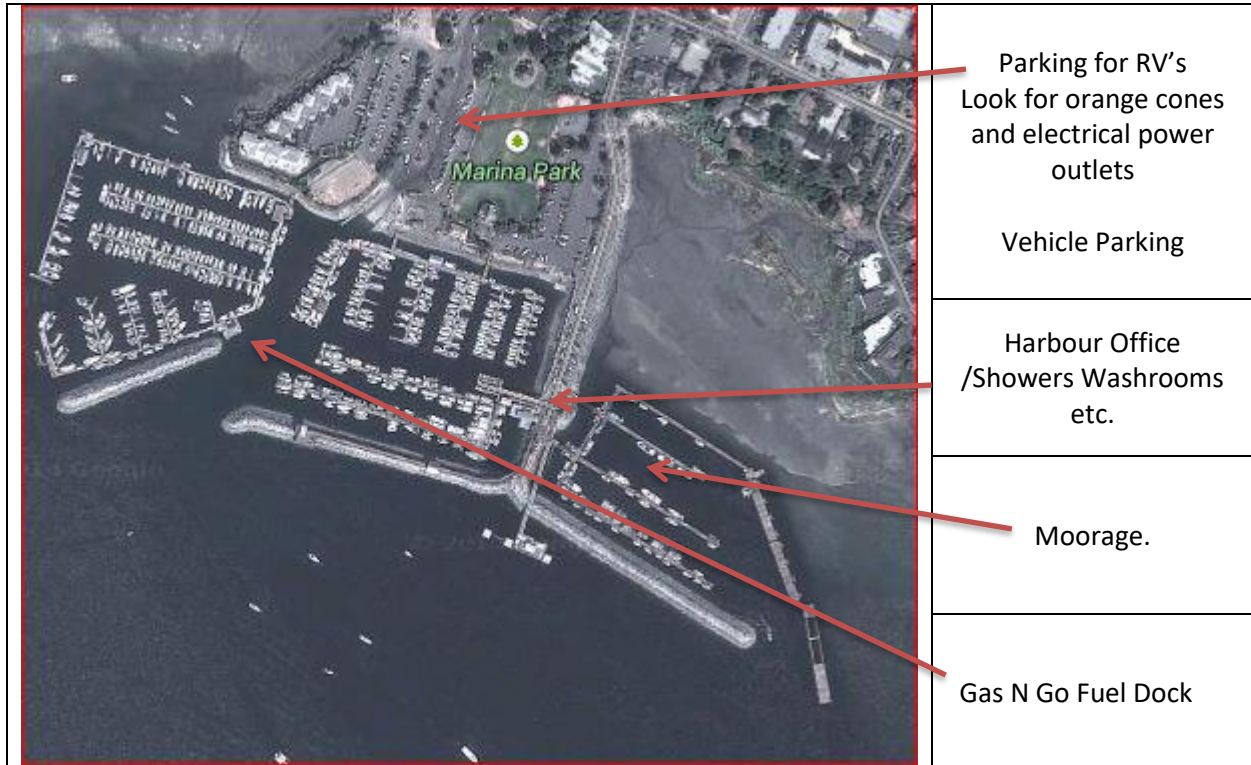 Parking for RV’s
Look for orange cones
and electrical power
outlets
Vehicle Parking
Marina Park
Harbour Office
/Showers Washrooms
etc.
Moorage.
Gas N Go Fuel Dock